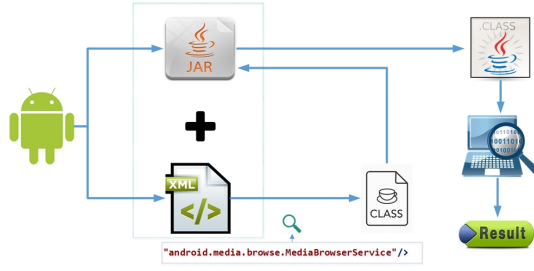 JAR
.CLASS
XML
</>
CLASS
"android.media.browse.MediaBrowserService"/>
Result